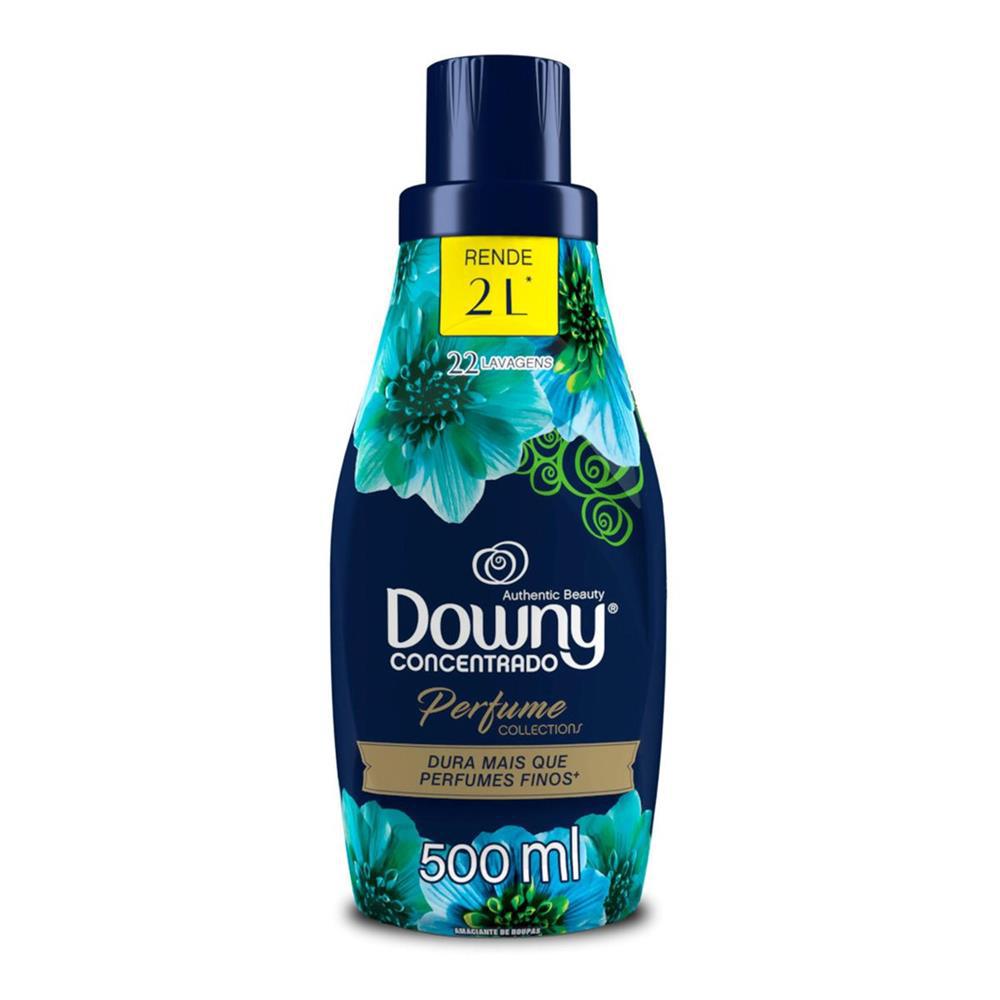 RENDE
2L*
22 LAVAGENS
Authentic Beauty
Downy®
CONCENTRADO
Perfume
COLLECTIONS
DURA MAIS QUE
PERFUMES FINOS+
500 ml
AMACIANTE DE ROUPAS